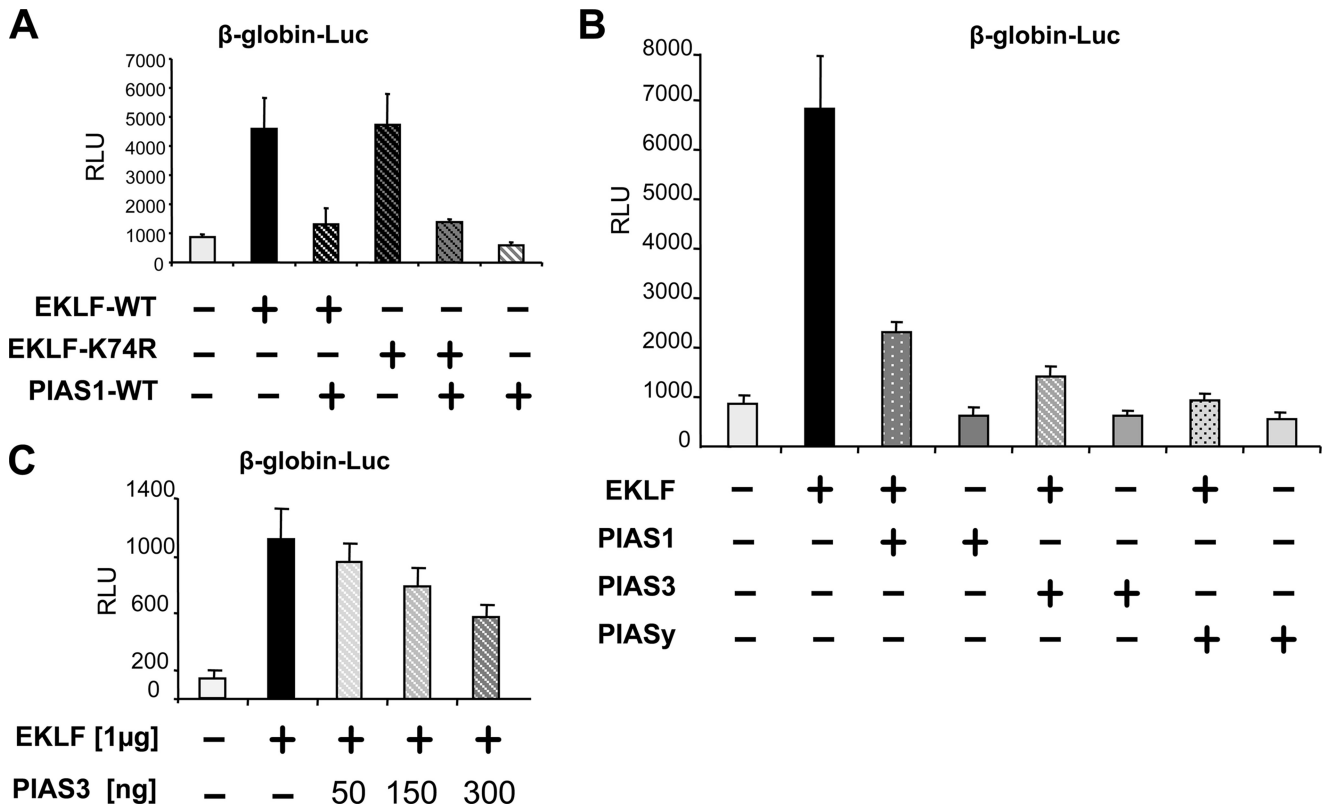 A
β-globin-Luc
7000
6000
5000
4000
3000
2000
1000
0
RLU
EKLF-WT – + + – – –
EKLF-K74R – – – + + –
PIAS1-WT – – + – + +
B
β-globin-Luc
8000
7000
6000
5000
4000
3000
2000
1000
0
RLU
EKLF – + + – + – + –
PIAS1 – – + + – – – –
PIAS3 – – – – + + – –
PIASy – – – – – – + +
C
β-globin-Luc
1400
1000
600
200
0
RLU
EKLF [1µg] – + + + +
PIAS3 [ng] – – 50 150 300